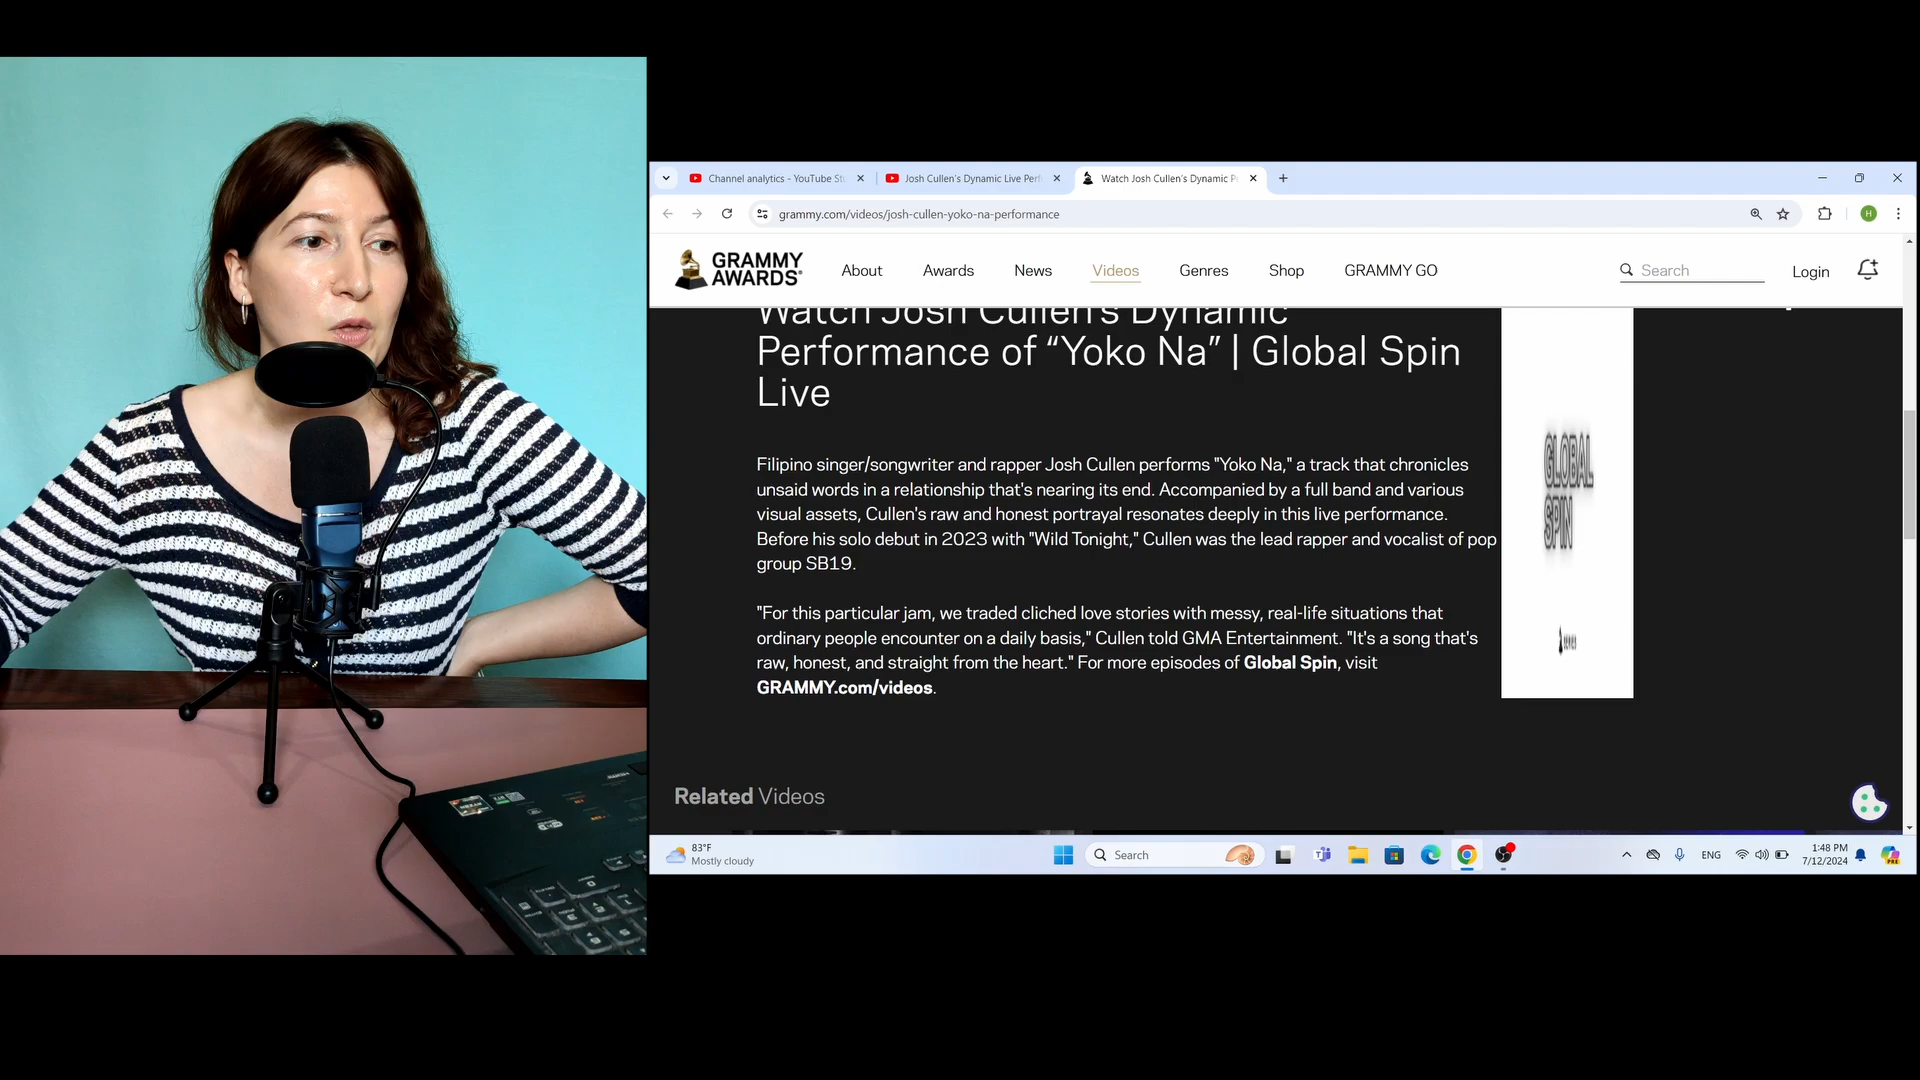 Channel analytics - YouTube St
Josh Cullen's Dynamic Live Perf
Watch Josh Cullen's Dynamic P
grammy.com/videos/josh-cullen-yoko-na-performance
H
GRAMMY AWARDS
About Awards News Videos Genres Shop GRAMMY GO
Search
Login
Watch Josh Cullen's Dynamic
Performance of “Yoko Na” | Global Spin
Live
Filipino singer/songwriter and rapper Josh Cullen performs "Yoko Na," a track that chronicles
unsaid words in a relationship that's nearing its end. Accompanied by a full band and various
visual assets, Cullen's raw and honest portrayal resonates deeply in this live performance.
Before his solo debut in 2023 with "Wild Tonight," Cullen was the lead rapper and vocalist of pop
group SB19.
"For this particular jam, we traded cliched love stories with messy, real-life situations that
ordinary people encounter on a daily basis," Cullen told GMA Entertainment. "It's a song that's
raw, honest, and straight from the heart." For more episodes of Global Spin, visit
GRAMMY.com/videos.
GLOBAL
SPIN
Related Videos
83°F
Mostly cloudy
Search
ENG
1:48 PM
7/12/2024
PRE